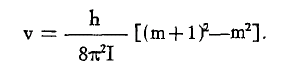 v = h / 8π²I [(m+1)²—m²].